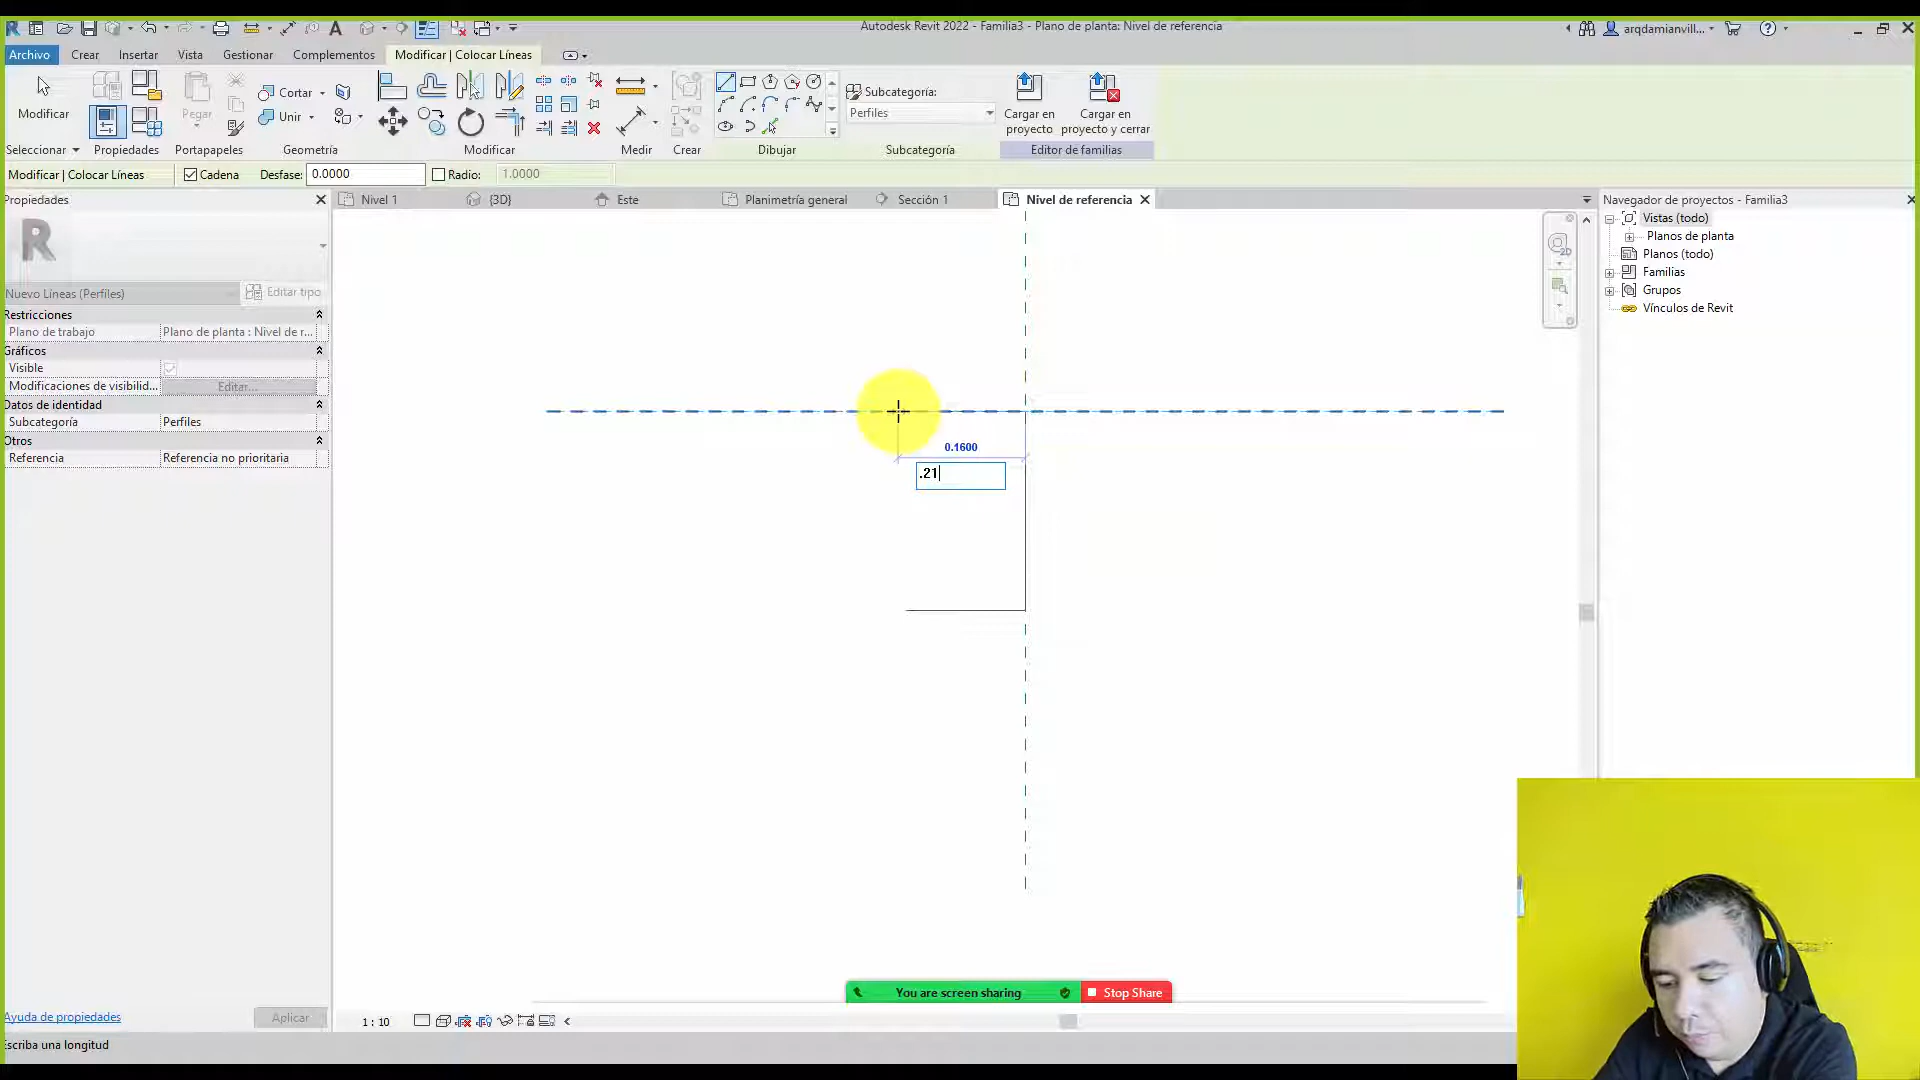 Autodesk Revit 2022 - Familia3 - Plano de planta: Nivel de referencia
arqdamianvill...
Archivo Crear Insertar Vista Gestionar Complementos Modificar | Colocar Líneas
Modificar
Pegar
Cortar
Unir
Subcategoría:
Perfiles
Cargar en proyecto
Cargar en proyecto y cerrar
Seleccionar Propiedades Portapapeles Geometría Modificar Medir Crear Dibujar Subcategoría Editor de familias
Modificar | Colocar Líneas Cadena Desfase: 0.0000 Radio: 1.0000
Propiedades
Nivel 1 {3D} Este Planimetría general Sección 1 Nivel de referencia
Navegador de proyectos - Familia3
Vistas (todo)
Planos de planta
Planos (todo)
Familias
Grupos
Vínculos de Revit
2D
R
Nuevo Líneas (Perfiles) Editar tipo
Restricciones
Plano de trabajo Plano de planta : Nivel de r...
Gráficos
Visible
Modificaciones de visibilid... Editar...
Datos de identidad
Subcategoría Perfiles
Otros
Referencia Referencia no prioritaria
0.1600
.21
Ayuda de propiedades Aplicar
You are screen sharing Stop Share
1 : 10
Escriba una longitud